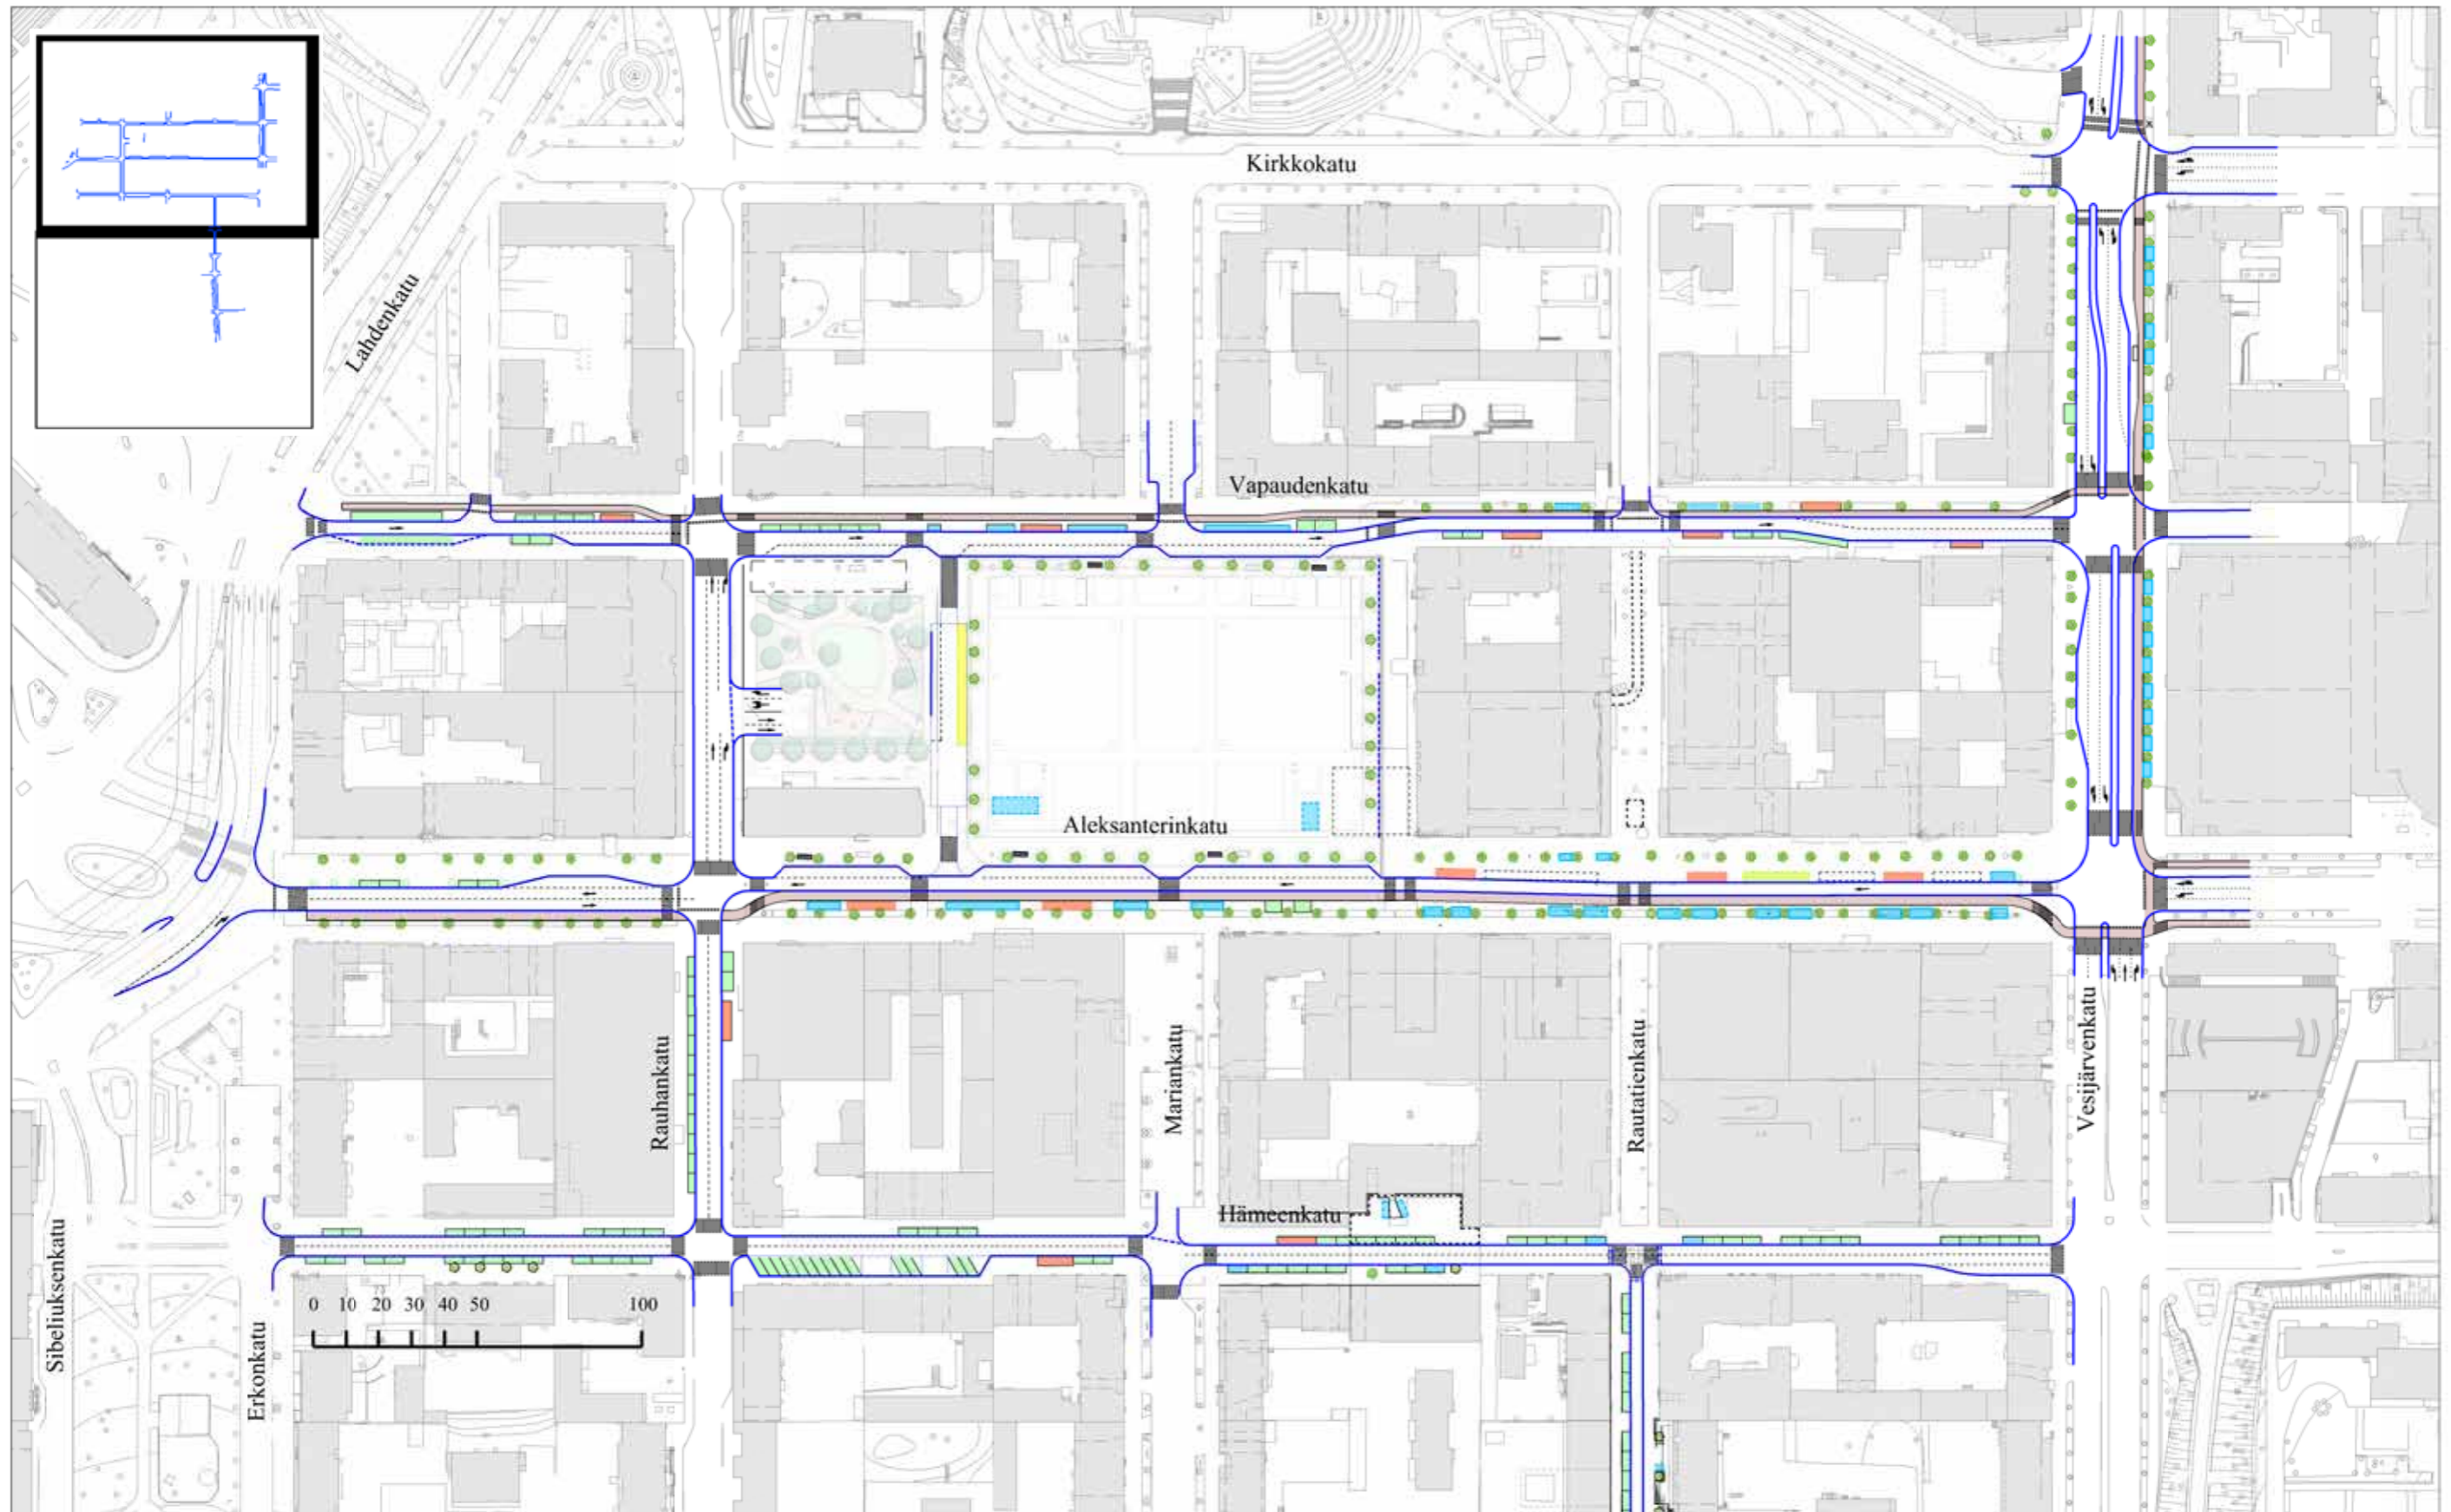 Kirkkokatu
Lahdenkatu
Vapaudenkatu
Aleksanterinkatu
Rauhankatu
Mariankatu
Rautatienkatu
Vesijärvenkatu
Hämeenkatu
Sibeliuksenkatu
Erkonkatu
0 10 20 30 40 50 100